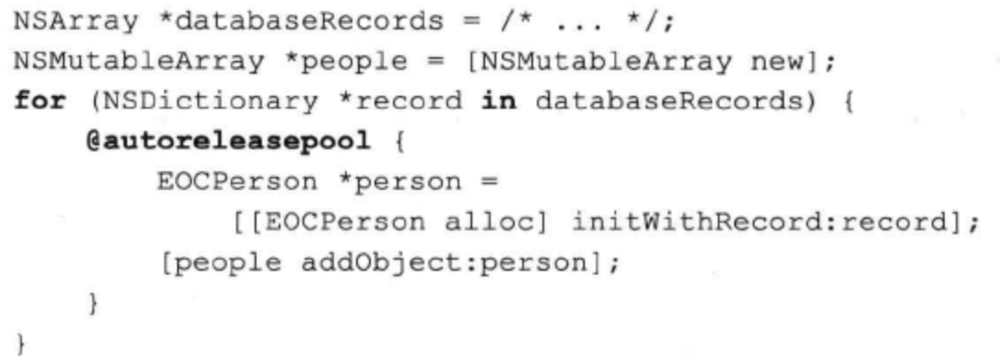 NSArray *databaseRecords = /* ... */;
NSMutableArray *people = [NSMutableArray new];
for (NSDictionary *record in databaseRecords) {
@autoreleasepool {
EOCPerson *person =
[[EOCPerson alloc] initWithRecord:record];
[people addObject:person];
}
}